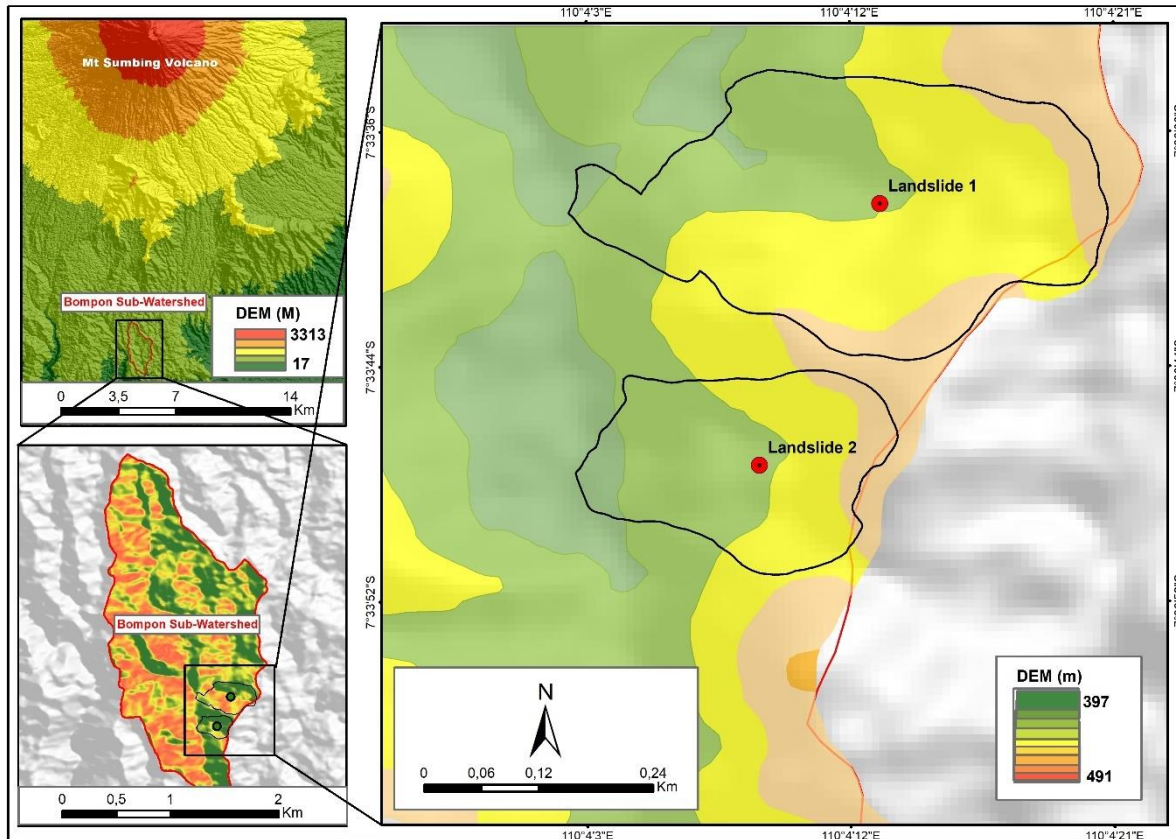 Mt Sumbing Volcano
Bompon Sub-Watershed
DEM (M)
3313
17
0 3,5 7 14
Km
Bompon Sub-Watershed
0 0,5 1 2
Km
110°4'3"E 110°4'12"E 110°4'21"E
7°33'36"S
7°33'44"S
7°33'52"S
Landslide 1
Landslide 2
N
0 0,06 0,12 0,24
Km
DEM (m)
397
491
110°4'3"E 110°4'12"E 110°4'21"E